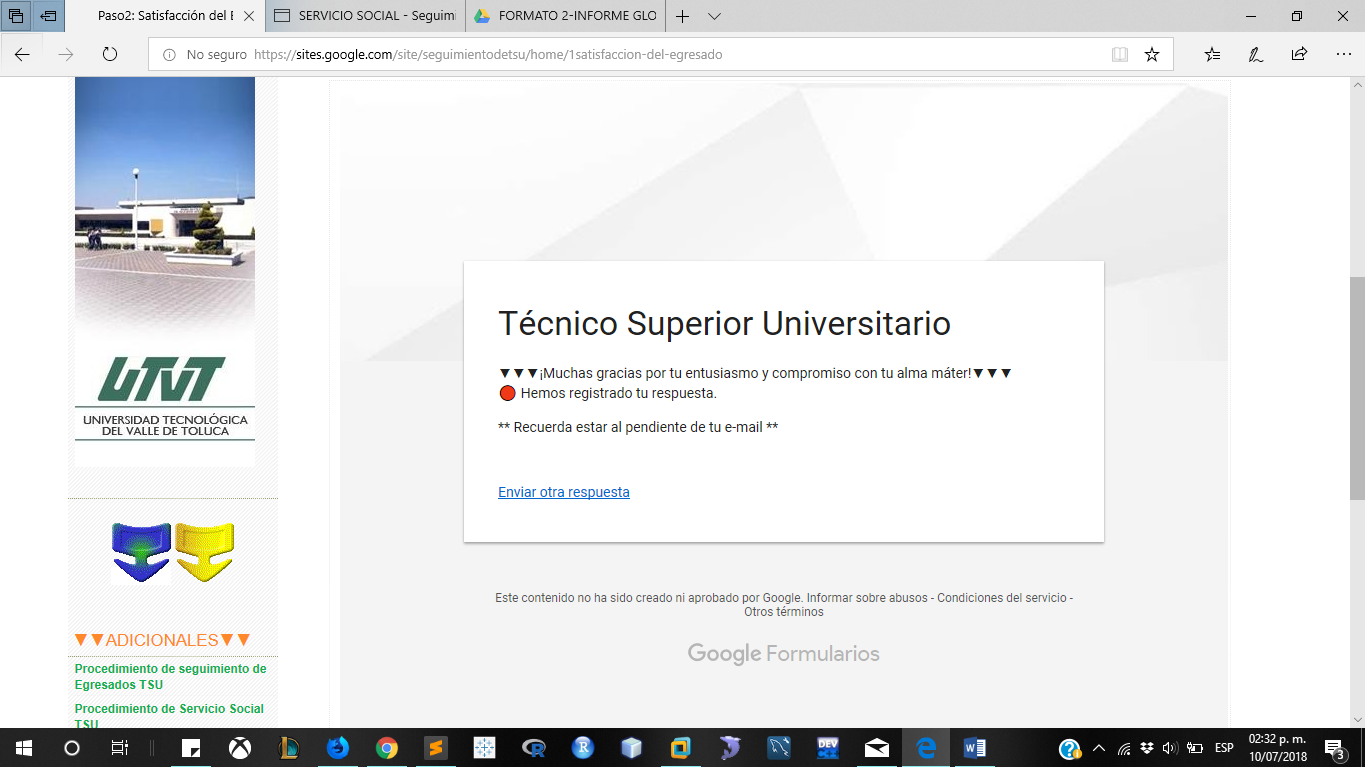 Paso2: Satisfacción del E
SERVICIO SOCIAL - Seguimi
FORMATO 2-INFORME GLO
No seguro https://sites.google.com/site/seguimientodetsu/home/1satisfaccion-del-egresado
UTVT
UNIVERSIDAD TECNOLÓGICA
DEL VALLE DE TOLUCA
▼▼ADICIONALES▼▼
Procedimiento de seguimiento de
Egresados TSU
Procedimiento de Servicio Social
TSU
Técnico Superior Universitario
▼▼▼¡Muchas gracias por tu entusiasmo y compromiso con tu alma máter!▼▼▼
🔴 Hemos registrado tu respuesta.
** Recuerda estar al pendiente de tu e-mail **
Enviar otra respuesta
Este contenido no ha sido creado ni aprobado por Google. Informar sobre abusos - Condiciones del servicio -
Otros términos
Google Formularios
DEV
C++
ESP
02:32 p. m.
10/07/2018
3